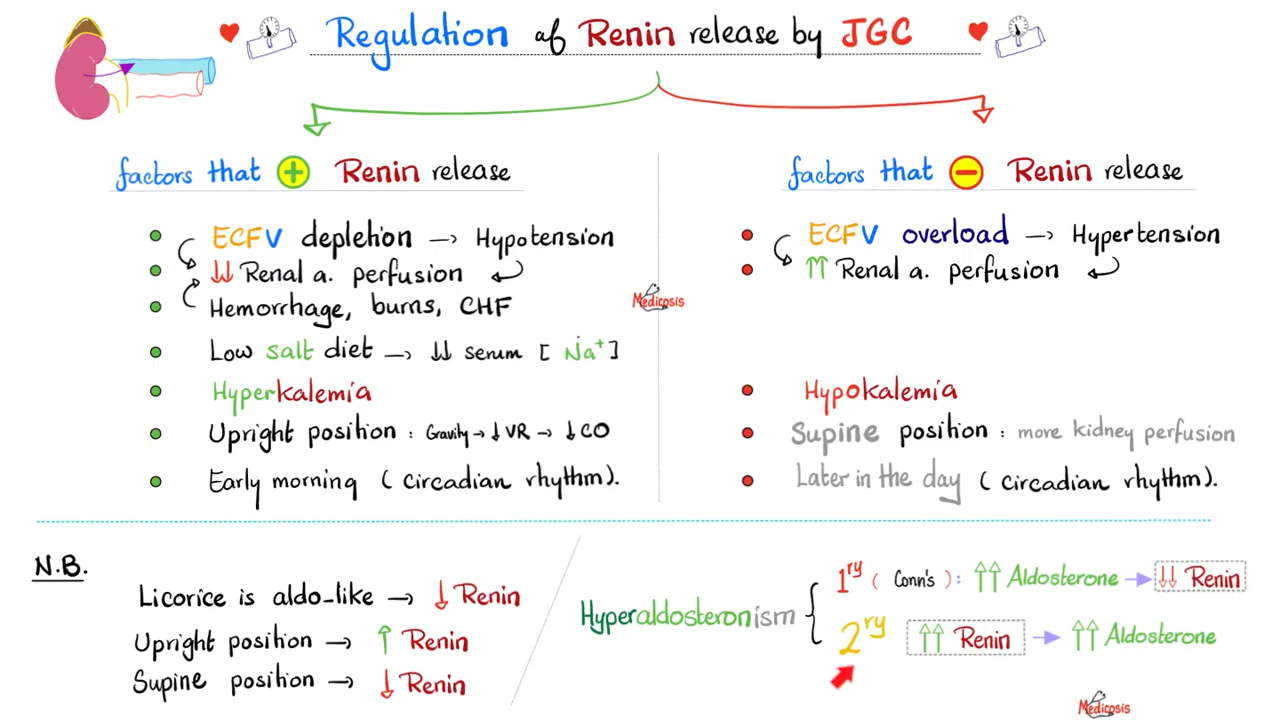 Regulation of Renin release by JGC
factors that + Renin release
ECFV depletion → Hypotension
↓↓ Renal a. perfusion
Hemorrhage, burns, CHF
Low salt diet → ↓↓ serum [Na+]
Hyperkalemia
Upright position : Gravity → ↓VR → ↓CO
Early morning (circadian rhythm).
factors that − Renin release
ECFV overload → Hypertension
↑↑ Renal a. perfusion
Hypokalemia
Supine position : more kidney perfusion
Later in the day (circadian rhythm).
Medicosis
N.B.
Licorice is aldo-like → ↓ Renin
Upright position → ↑ Renin
Supine position → ↓ Renin
Hyperaldosteronism
1ry (Conn's) : ↑↑ Aldosterone → ↓↓ Renin
2ry ↑↑ Renin → ↑↑ Aldosterone
Medicosis